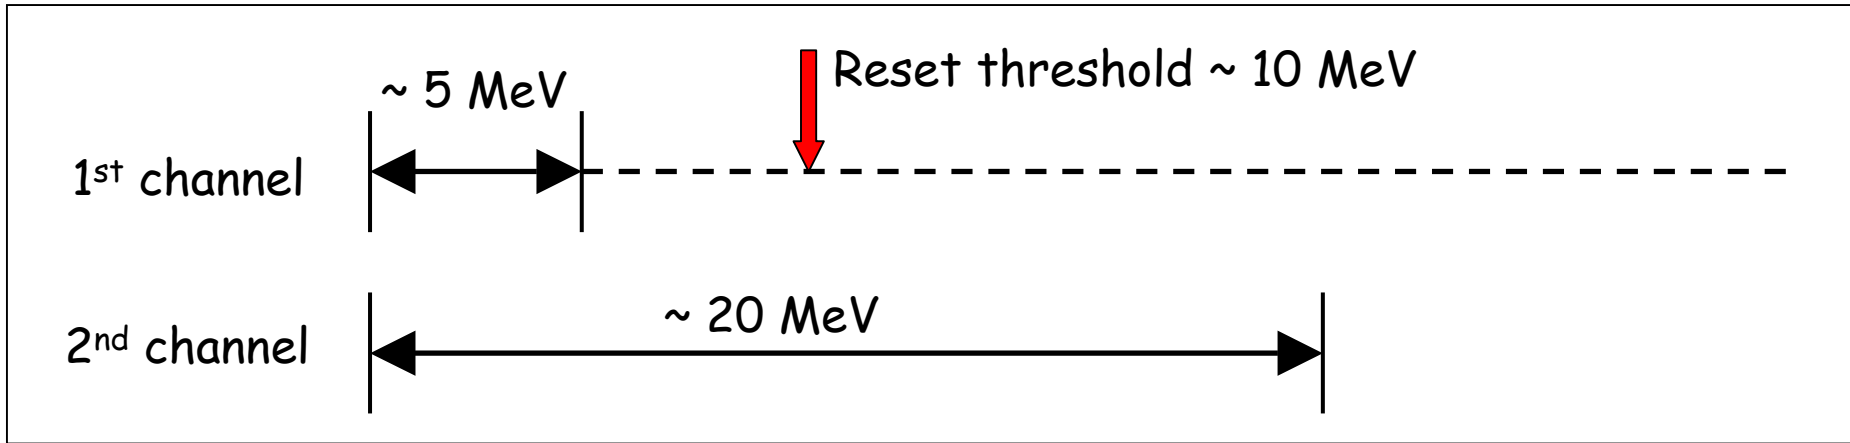 ~ 5 MeV
Reset threshold ~ 10 MeV
1st channel
~ 20 MeV
2nd channel